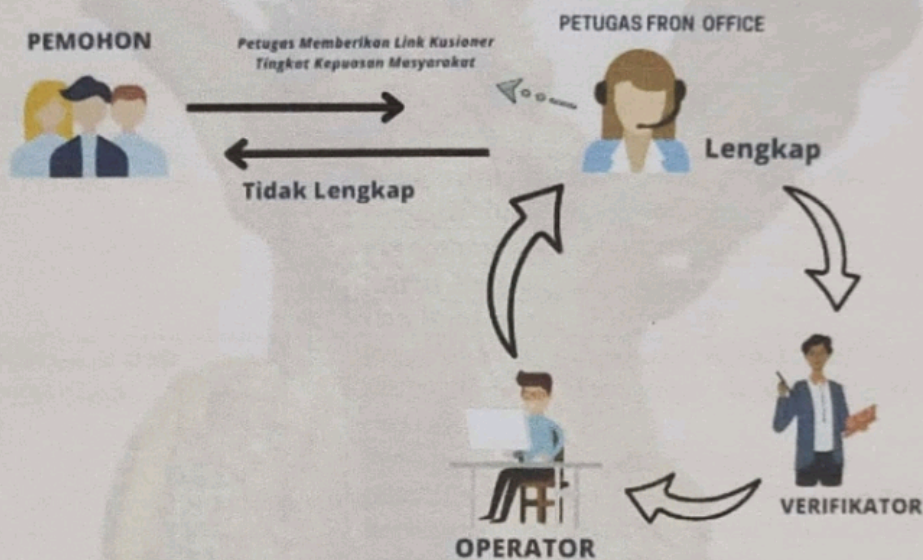 PEMOHON
Petugas Memberikan Link Kusioner
Tingkat Kepuasan Masyarakat
PETUGAS FRON OFFICE
Lengkap
Tidak Lengkap
VERIFIKATOR
OPERATOR